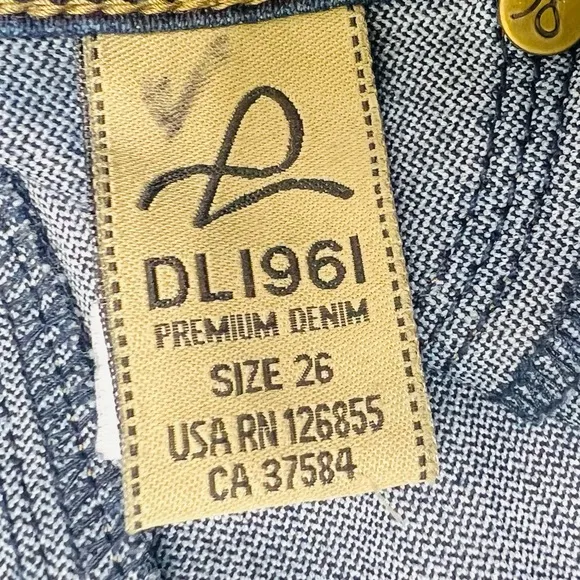 DL1961
PREMIUM DENIM
SIZE 26
USA RN 126855
CA 37584